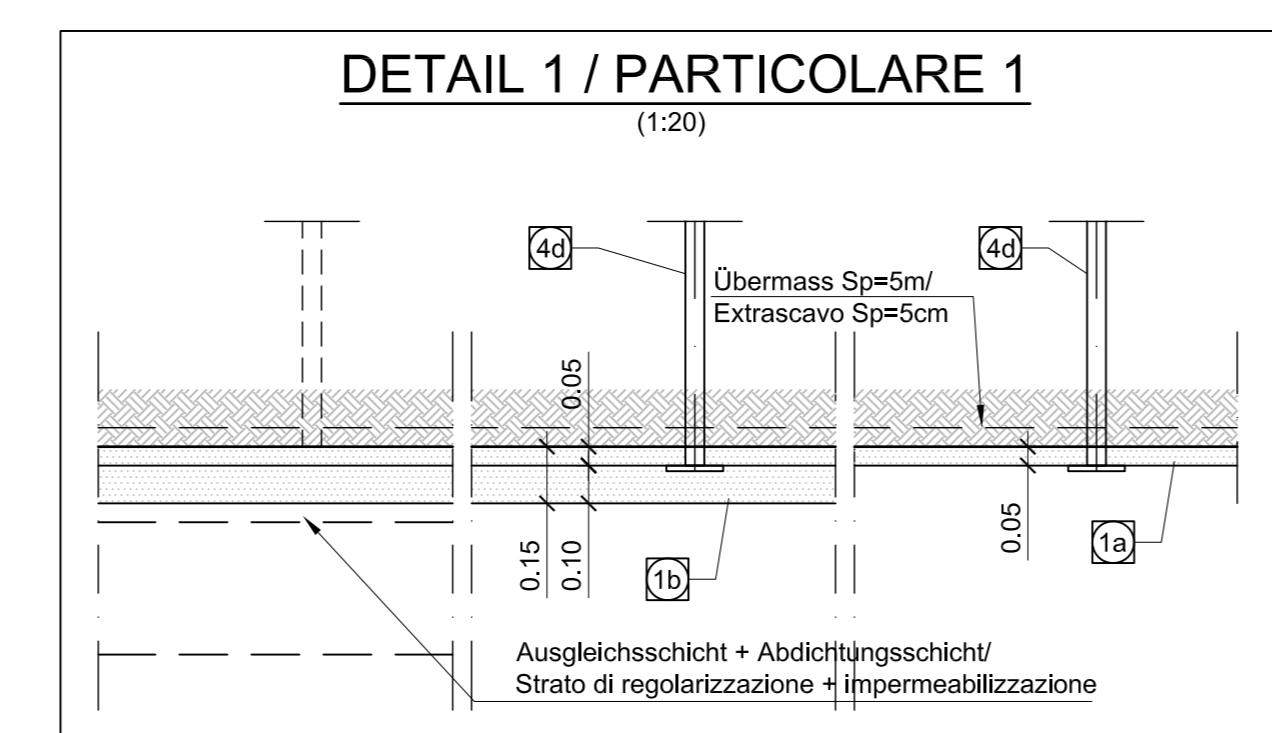 DETAIL 1 / PARTICOLARE 1
(1:20)
4d
4d
Übermass Sp=5m/
Extrascavo Sp=5cm
0.05
0.15
0.10
0.05
1b
1a
Ausgleichsschicht + Abdichtungsschicht/
Strato di regolarizzazione + impermeabilizzazione